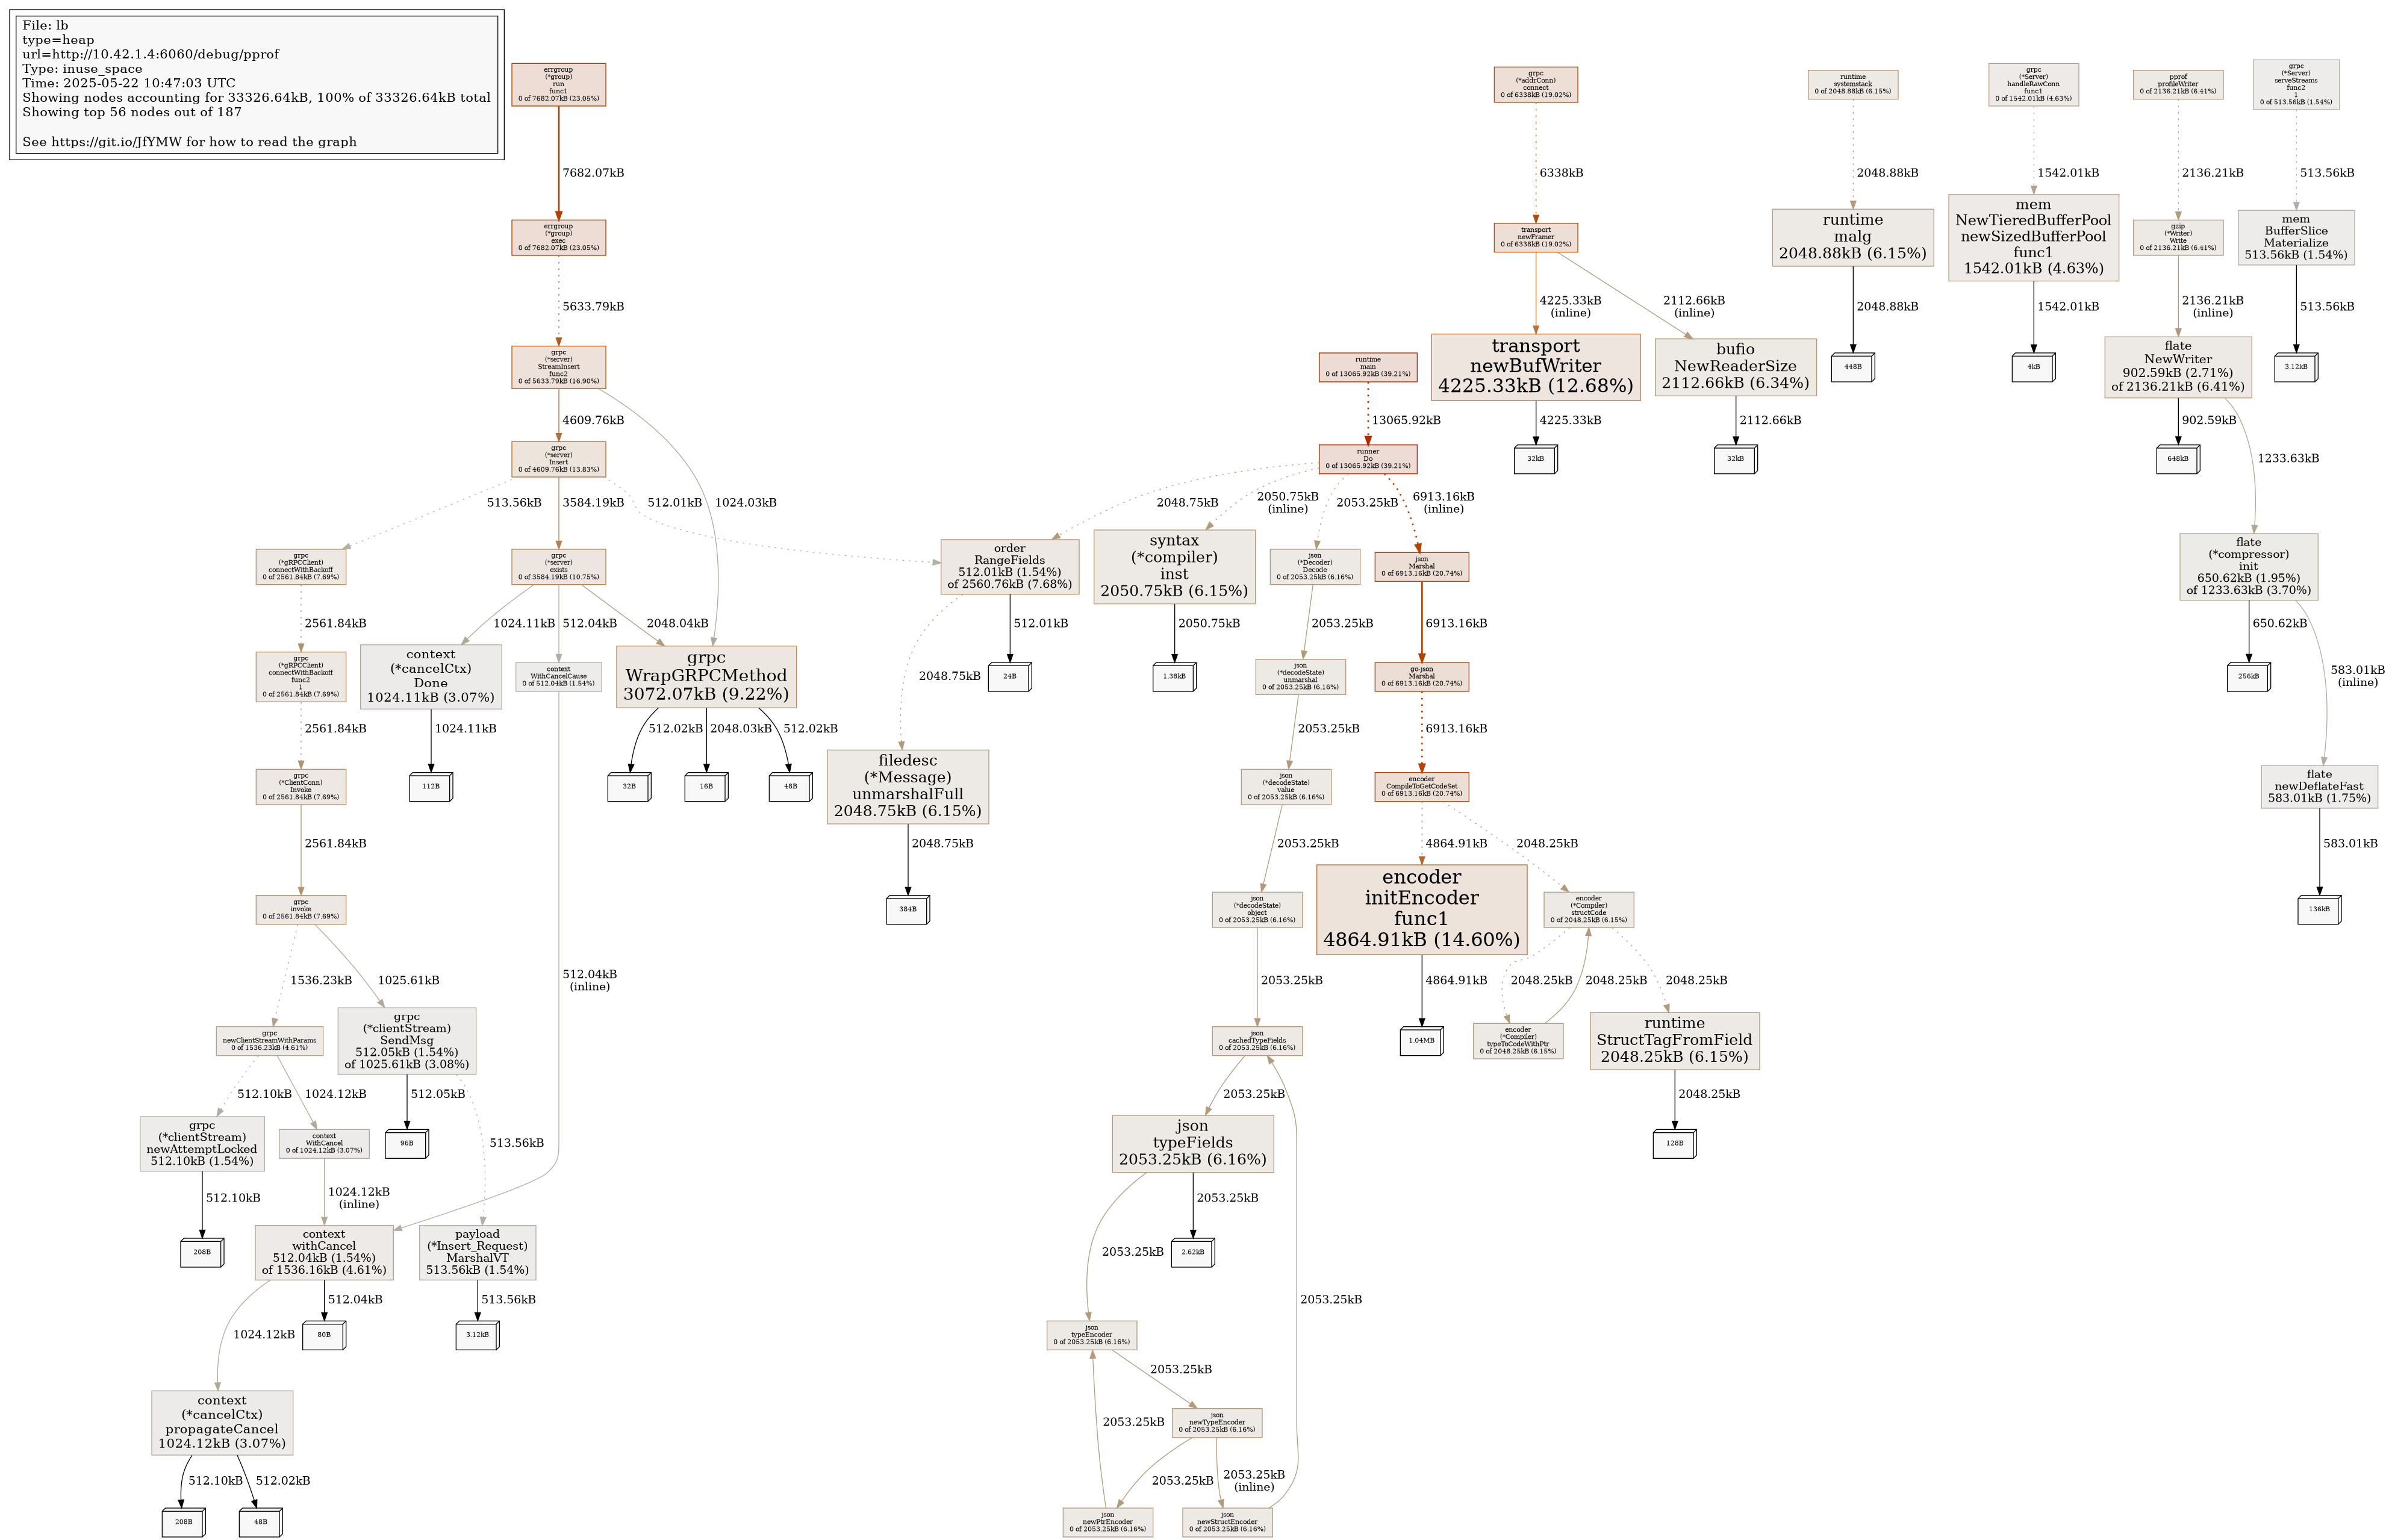 File: lb
type=heap
url=http://10.42.1.4:6060/debug/pprof
Type: inuse_space
Time: 2025-05-22 10:47:03 UTC
Showing nodes accounting for 33326.64kB, 100% of 33326.64kB total
Showing top 56 nodes out of 187
See https://git.io/JfYMW for how to read the graph
errgroup
(*group)
run
func1
0 of 7682.07kB (23.05%)
7682.07kB
errgroup
(*group)
exec
0 of 7682.07kB (23.05%)
5633.79kB
grpc
(*server)
StreamInsert
func2
0 of 5633.79kB (16.90%)
4609.76kB
1024.03kB
grpc
(*server)
Insert
0 of 4609.76kB (13.83%)
513.56kB
3584.19kB
512.01kB
grpc
(*gRPCClient)
connectWithBackoff
0 of 2561.84kB (7.69%)
2561.84kB
grpc
(*gRPCClient)
connectWithBackoff
func2
1
0 of 2561.84kB (7.69%)
2561.84kB
grpc
(*ClientConn)
Invoke
0 of 2561.84kB (7.69%)
2561.84kB
grpc
invoke
0 of 2561.84kB (7.69%)
1536.23kB
1025.61kB
grpc
newClientStreamWithParams
0 of 1536.23kB (4.61%)
512.10kB
1024.12kB
grpc
(*clientStream)
SendMsg
512.05kB (1.54%)
of 1025.61kB (3.08%)
512.05kB
96B
513.56kB
grpc
(*clientStream)
newAttemptLocked
512.10kB (1.54%)
512.10kB
208B
context
WithCancel
0 of 1024.12kB (3.07%)
1024.12kB
(inline)
context
withCancel
512.04kB (1.54%)
of 1536.16kB (4.61%)
1024.12kB
512.04kB
80B
payload
(*Insert_Request)
MarshalVT
513.56kB (1.54%)
513.56kB
3.12kB
context
(*cancelCtx)
propagateCancel
1024.12kB (3.07%)
512.10kB
512.02kB
208B
48B
grpc
(*server)
exists
0 of 3584.19kB (10.75%)
1024.11kB
512.04kB
2048.04kB
context
(*cancelCtx)
Done
1024.11kB (3.07%)
1024.11kB
112B
context
WithCancelCause
0 of 512.04kB (1.54%)
512.04kB
(inline)
grpc
WrapGRPCMethod
3072.07kB (9.22%)
512.02kB
2048.03kB
512.02kB
32B
16B
48B
runtime
main
0 of 13065.92kB (39.21%)
13065.92kB
runner
Do
0 of 13065.92kB (39.21%)
2048.75kB
2050.75kB
(inline)
2053.25kB
6913.16kB
(inline)
order
RangeFields
512.01kB (1.54%)
of 2560.76kB (7.68%)
2048.75kB
512.01kB
24B
filedesc
(*Message)
unmarshalFull
2048.75kB (6.15%)
2048.75kB
384B
syntax
(*compiler)
inst
2050.75kB (6.15%)
2050.75kB
1.38kB
json
(*Decoder)
Decode
0 of 2053.25kB (6.16%)
2053.25kB
json
(*decodeState)
unmarshal
0 of 2053.25kB (6.16%)
2053.25kB
json
(*decodeState)
value
0 of 2053.25kB (6.16%)
2053.25kB
json
(*decodeState)
object
0 of 2053.25kB (6.16%)
2053.25kB
json
cachedTypeFields
0 of 2053.25kB (6.16%)
2053.25kB
json
typeFields
2053.25kB (6.16%)
2053.25kB
2053.25kB
2.62kB
json
typeEncoder
0 of 2053.25kB (6.16%)
2053.25kB
json
newTypeEncoder
0 of 2053.25kB (6.16%)
2053.25kB
2053.25kB
(inline)
json
newPtrEncoder
0 of 2053.25kB (6.16%)
2053.25kB
json
newStructEncoder
0 of 2053.25kB (6.16%)
2053.25kB
json
Marshal
0 of 6913.16kB (20.74%)
6913.16kB
go-json
Marshal
0 of 6913.16kB (20.74%)
6913.16kB
encoder
CompileToGetCodeSet
0 of 6913.16kB (20.74%)
4864.91kB
2048.25kB
encoder
initEncoder
func1
4864.91kB (14.60%)
4864.91kB
1.04MB
encoder
(*Compiler)
structCode
0 of 2048.25kB (6.15%)
2048.25kB
2048.25kB
2048.25kB
encoder
(*Compiler)
typeToCodeWithPtr
0 of 2048.25kB (6.15%)
runtime
StructTagFromField
2048.25kB (6.15%)
2048.25kB
128B
grpc
(*addrConn)
connect
0 of 6338kB (19.02%)
6338kB
transport
newFramer
0 of 6338kB (19.02%)
4225.33kB
(inline)
2112.66kB
(inline)
transport
newBufWriter
4225.33kB (12.68%)
4225.33kB
32kB
bufio
NewReaderSize
2112.66kB (6.34%)
2112.66kB
32kB
runtime
systemstack
0 of 2048.88kB (6.15%)
2048.88kB
runtime
malg
2048.88kB (6.15%)
2048.88kB
448B
grpc
(*Server)
handleRawConn
func1
0 of 1542.01kB (4.63%)
1542.01kB
mem
NewTieredBufferPool
newSizedBufferPool
func1
1542.01kB (4.63%)
1542.01kB
4kB
pprof
profileWriter
0 of 2136.21kB (6.41%)
2136.21kB
gzip
(*Writer)
Write
0 of 2136.21kB (6.41%)
2136.21kB
(inline)
flate
NewWriter
902.59kB (2.71%)
of 2136.21kB (6.41%)
902.59kB
648kB
1233.63kB
flate
(*compressor)
init
650.62kB (1.95%)
of 1233.63kB (3.70%)
650.62kB
256kB
583.01kB
(inline)
flate
newDeflateFast
583.01kB (1.75%)
583.01kB
136kB
grpc
(*Server)
serveStreams
func2
1
0 of 513.56kB (1.54%)
513.56kB
mem
BufferSlice
Materialize
513.56kB (1.54%)
513.56kB
3.12kB